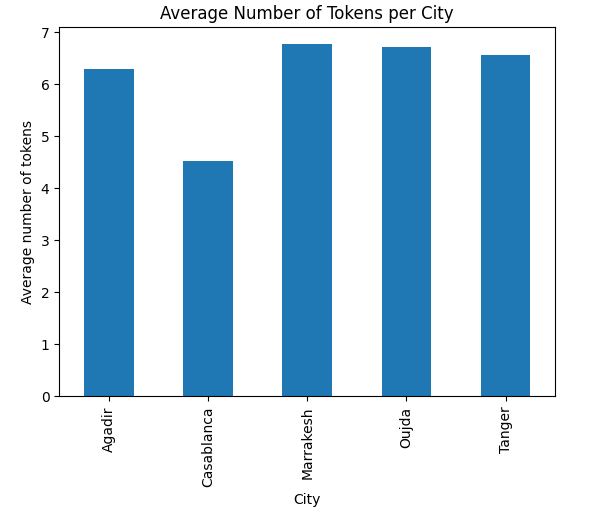 Average Number of Tokens per City
Average number of tokens
7
6
5
4
3
2
1
0
Agadir
Casablanca
Marrakesh
Oujda
Tanger
City